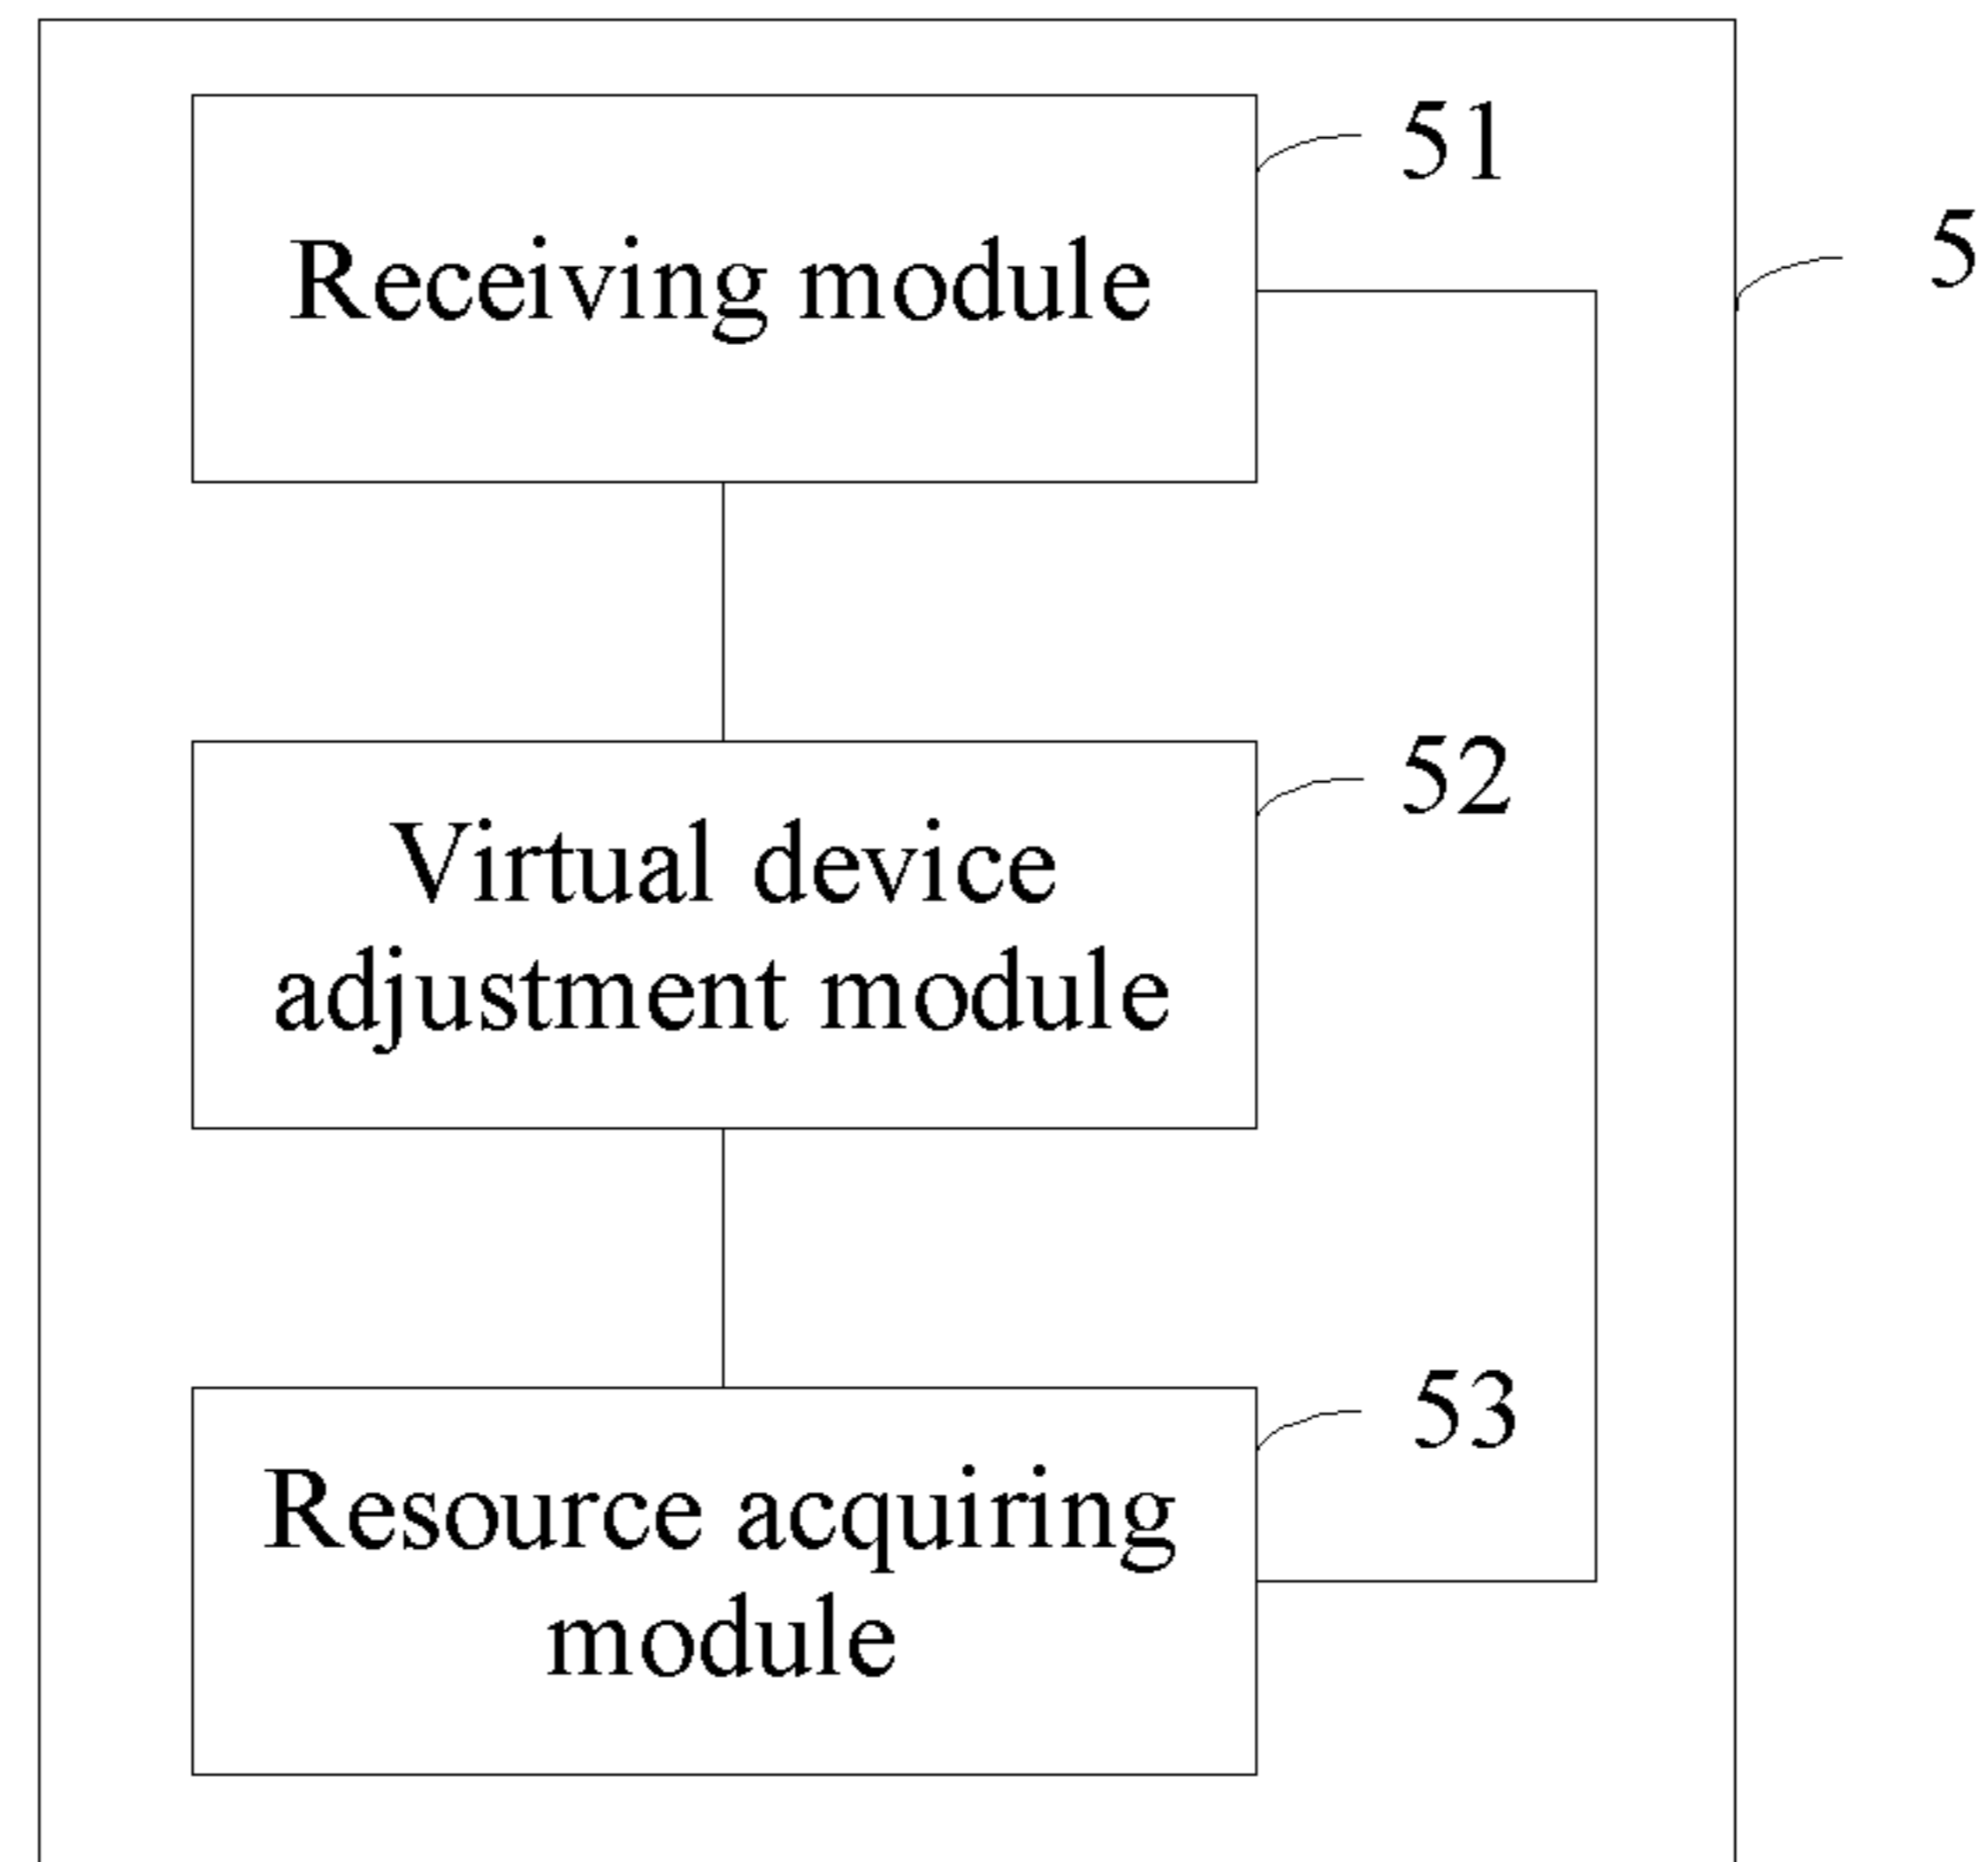 51
Receiving module
5
52
Virtual device
adjustment module
53
Resource acquiring
module